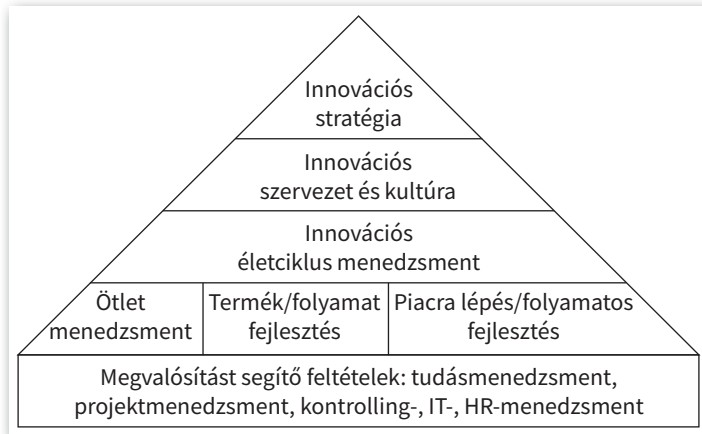 Innovációs
stratégia
Innovációs
szervezet és kultúra
Innovációs
életciklus menedzsment
Ötlet
menedzsment
Termék/folyamat
fejlesztés
Piacra lépés/folyamatos
fejlesztés
Megvalósítást segítő feltételek: tudásmenedzsment,
projektmenedzsment, kontrolling-, IT-, HR-menedzsment